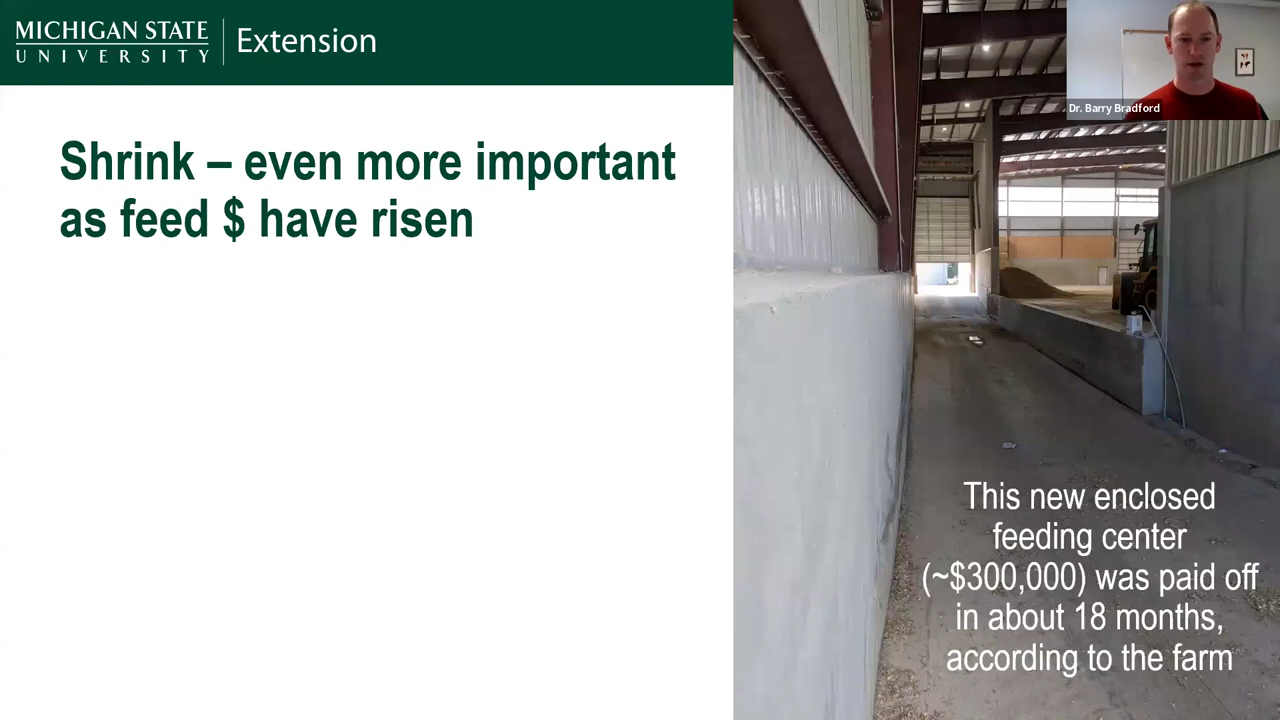 MICHIGAN STATE
UNIVERSITY
Extension
Dr. Barry Bradford
Shrink – even more important
as feed $ have risen
This new enclosed
feeding center
(~$300,000) was paid off
in about 18 months,
according to the farm